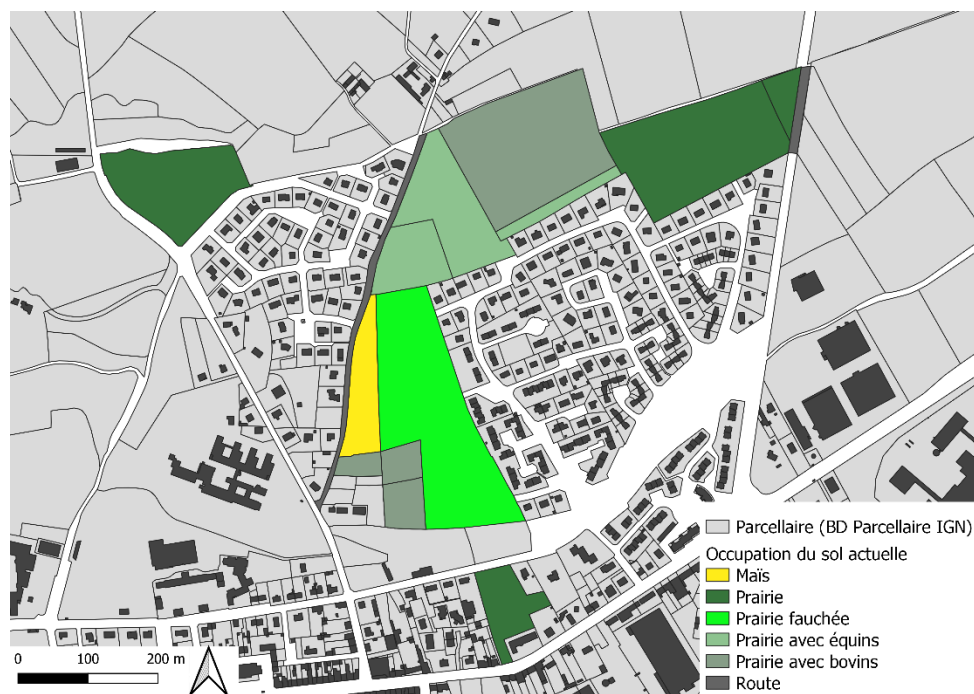 Parcellaire (BD Parcellaire IGN)
Occupation du sol actuelle
Maïs
Prairie
Prairie fauchée
Prairie avec équins
Prairie avec bovins
Route
0 100 200 m